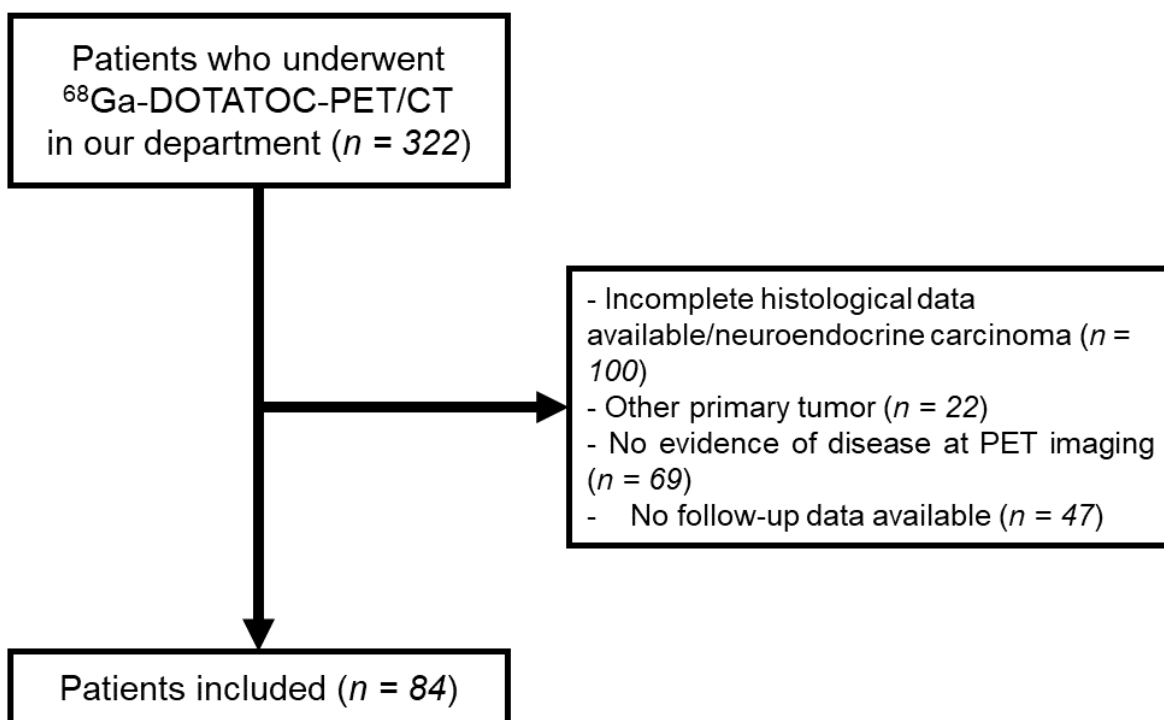 Patients who underwent
⁶⁸Ga-DOTATOC-PET/CT
in our department (n = 322)
- Incomplete histological data
available/neuroendocrine carcinoma (n =
100)
- Other primary tumor (n = 22)
- No evidence of disease at PET imaging
(n = 69)
- No follow-up data available (n = 47)
Patients included (n = 84)